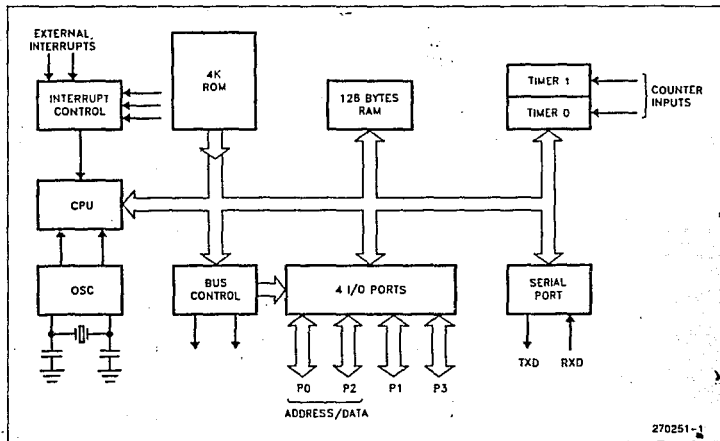 EXTERNAL
INTERRUPTS
INTERRUPT
CONTROL
4K
ROM
128 BYTES
RAM
TIMER 1
TIMER 0
COUNTER
INPUTS
CPU
OSC
BUS
CONTROL
4 I/O PORTS
SERIAL
PORT
TXD RXD
P0 P2 P1 P3
ADDRESS/DATA
270251-1